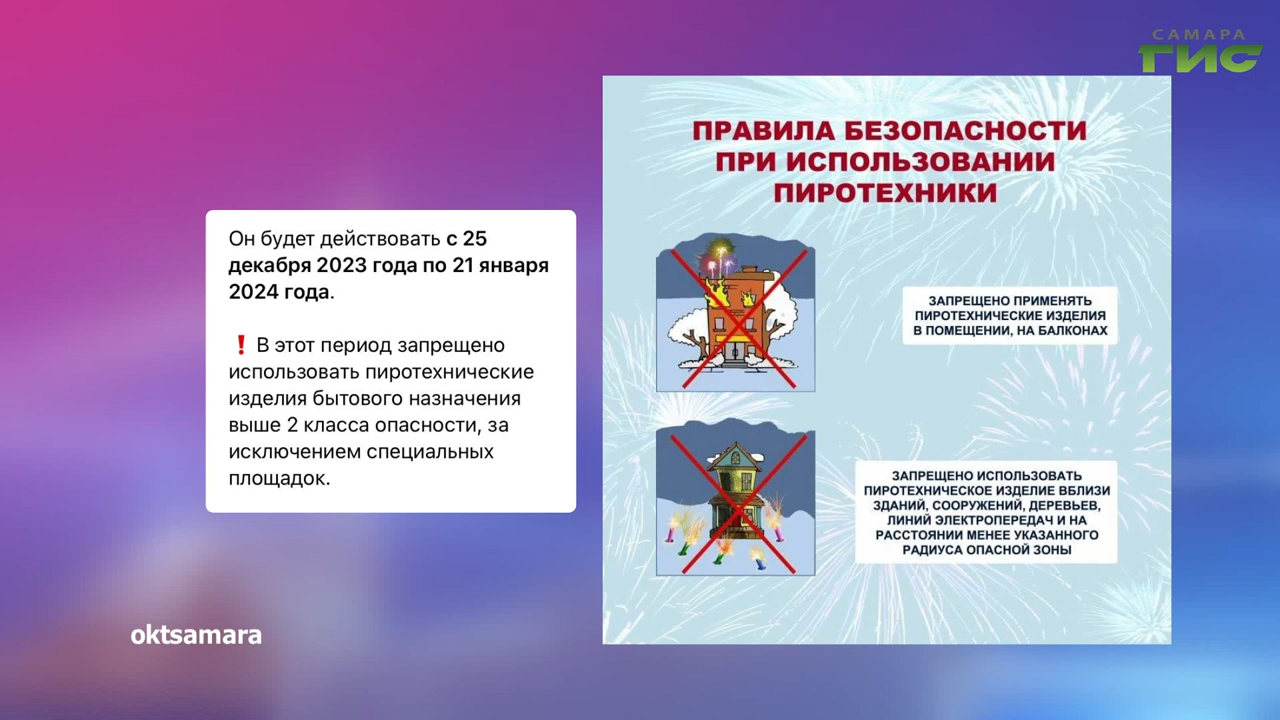 САМАРА
ГИС
ПРАВИЛА БЕЗОПАСНОСТИ
ПРИ ИСПОЛЬЗОВАНИИ
ПИРОТЕХНИКИ
Он будет действовать с 25
декабря 2023 года по 21 января
2024 года.
❗ В этот период запрещено
использовать пиротехнические
изделия бытового назначения
выше 2 класса опасности, за
исключением специальных
площадок.
ЗАПРЕЩЕНО ПРИМЕНЯТЬ
ПИРОТЕХНИЧЕСКИЕ ИЗДЕЛИЯ
В ПОМЕЩЕНИИ, НА БАЛКОНАХ
ЗАПРЕЩЕНО ИСПОЛЬЗОВАТЬ
ПИРОТЕХНИЧЕСКОЕ ИЗДЕЛИЕ ВБЛИЗИ
ЗДАНИЙ, СООРУЖЕНИЙ, ДЕРЕВЬЕВ,
ЛИНИЙ ЭЛЕКТРОПЕРЕДАЧ И НА
РАССТОЯНИИ МЕНЕЕ УКАЗАННОГО
РАДИУСА ОПАСНОЙ ЗОНЫ
oktsamara